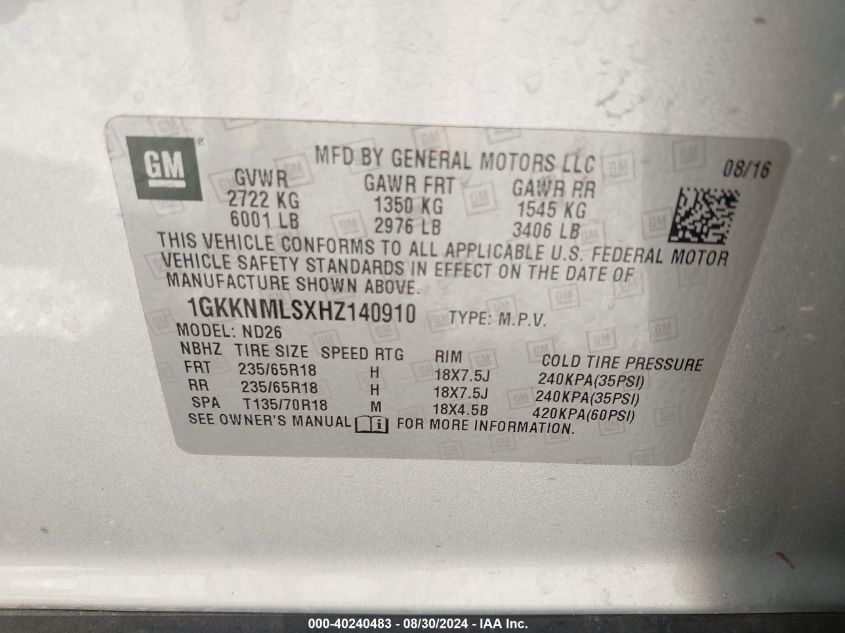 GM
MFD BY GENERAL MOTORS LLC 08/16
GVWR GAWR FRT GAWR RR
2722 KG 1350 KG 1545 KG
6001 LB 2976 LB 3406 LB
THIS VEHICLE CONFORMS TO ALL APPLICABLE U.S. FEDERAL MOTOR
VEHICLE SAFETY STANDARDS IN EFFECT ON THE DATE OF
MANUFACTURE SHOWN ABOVE.
1GKKNMLSXHZ140910 TYPE: M.P.V.
MODEL: ND26
NBHZ TIRE SIZE SPEED RTG RIM COLD TIRE PRESSURE
FRT 235/65R18 H 18X7.5J 240KPA(35PSI)
RR 235/65R18 H 18X7.5J 240KPA(35PSI)
SPA T135/70R18 M 18X4.5B 420KPA(60PSI)
SEE OWNER'S MANUAL i FOR MORE INFORMATION.
000-40240483 / 08/30/2024 - IAA Inc.